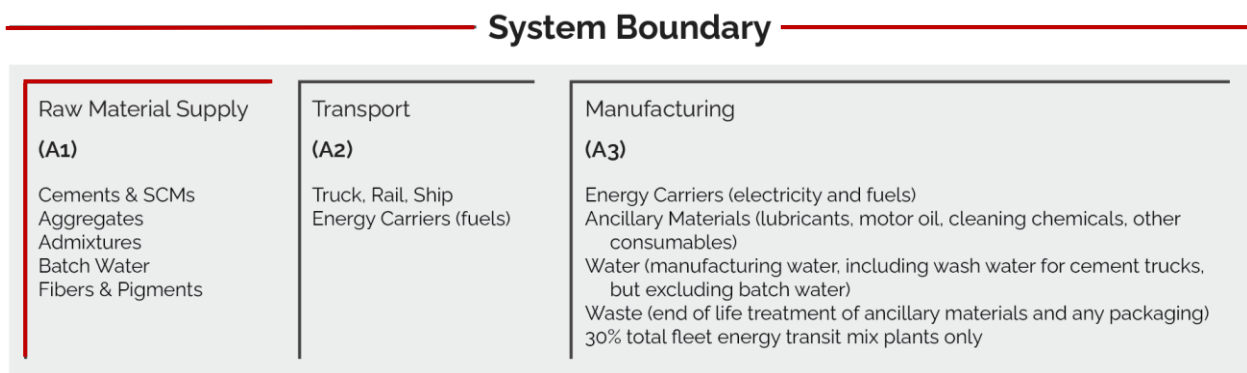 System Boundary
Raw Material Supply
(A1)
Cements & SCMs
Aggregates
Admixtures
Batch Water
Fibers & Pigments
Transport
(A2)
Truck, Rail, Ship
Energy Carriers (fuels)
Manufacturing
(A3)
Energy Carriers (electricity and fuels)
Ancillary Materials (lubricants, motor oil, cleaning chemicals, other
consumables)
Water (manufacturing water, including wash water for cement trucks,
but excluding batch water)
Waste (end of life treatment of ancillary materials and any packaging)
30% total fleet energy transit mix plants only